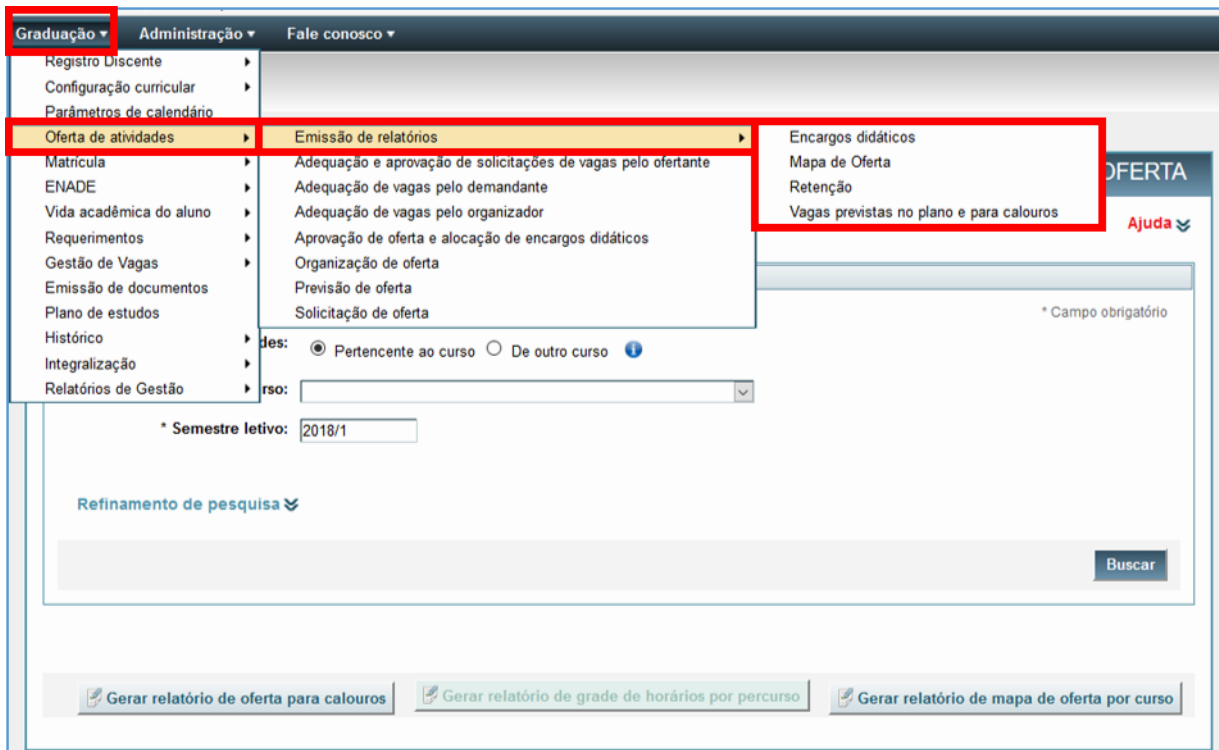 Graduação Administração Fale conosco
Registro Discente
Configuração curricular
Parâmetros de calendário
Oferta de atividades
Matrícula
ENADE
Vida acadêmica do aluno
Requerimentos
Gestão de Vagas
Emissão de documentos
Plano de estudos
Histórico
Integralização
Relatórios de Gestão
Emissão de relatórios
Adequação e aprovação de solicitações de vagas pelo ofertante
Adequação de vagas pelo demandante
Adequação de vagas pelo organizador
Aprovação de oferta e alocação de encargos didáticos
Organização de oferta
Previsão de oferta
Solicitação de oferta
Encargos didáticos
Mapa de Oferta
Retenção
Vagas previstas no plano e para calouros
OFERTA
Ajuda
* Campo obrigatório
des: Pertencente ao curso De outro curso
rso:
* Semestre letivo: 2018/1
Refinamento de pesquisa
Buscar
Gerar relatório de oferta para calouros Gerar relatório de grade de horários por percurso Gerar relatório de mapa de oferta por curso